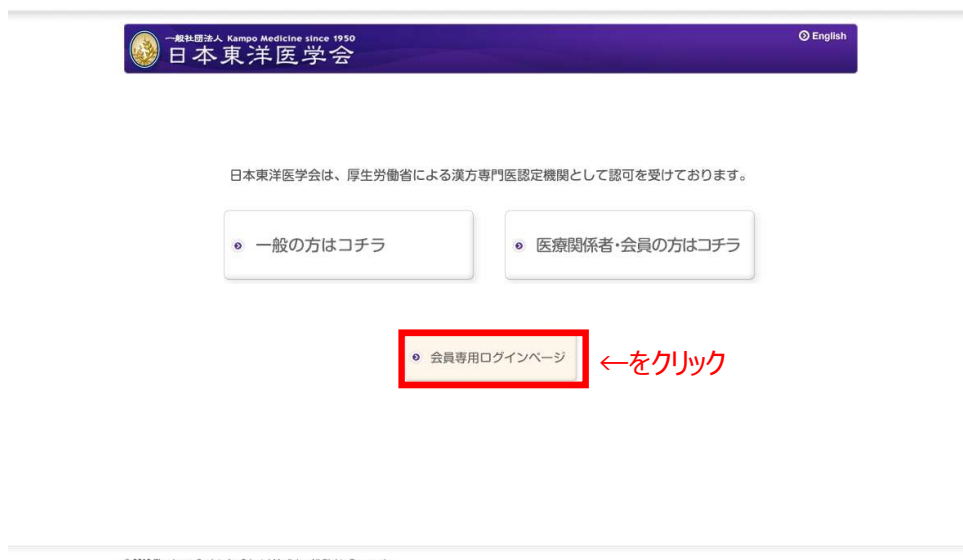 一般社団法人 Kampo Medicine since 1950
日本東洋医学会
English
日本東洋医学会は、厚生労働省による漢方専門医認定機関として認可を受けております。
一般の方はコチラ
医療関係者・会員の方はコチラ
会員専用ログインページ
←をクリック